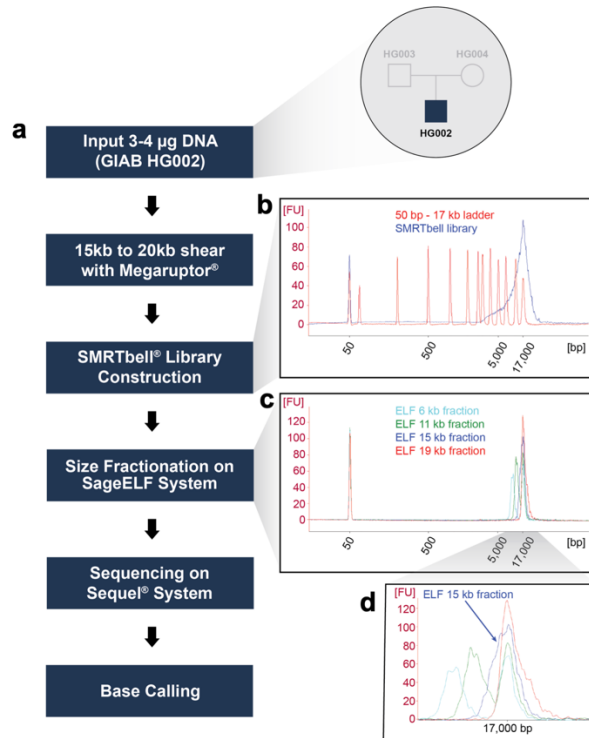 HG003
HG004
HG002
a
Input 3-4 µg DNA
(GIAB HG002)
15kb to 20kb shear
with Megaruptor®
SMRTbell® Library
Construction
Size Fractionation on
SageELF System
Sequencing on
Sequel® System
Base Calling
b
[FU]
50 bp - 17 kb ladder
SMRTbell library
100
80
60
40
20
0
50
500
5,000
17,000
[bp]
c
[FU]
ELF 6 kb fraction
ELF 11 kb fraction
ELF 15 kb fraction
ELF 19 kb fraction
120
100
80
60
40
20
0
50
500
5,000
17,000
[bp]
d
[FU]
ELF 15 kb fraction
120
100
80
60
40
20
0
17,000 bp